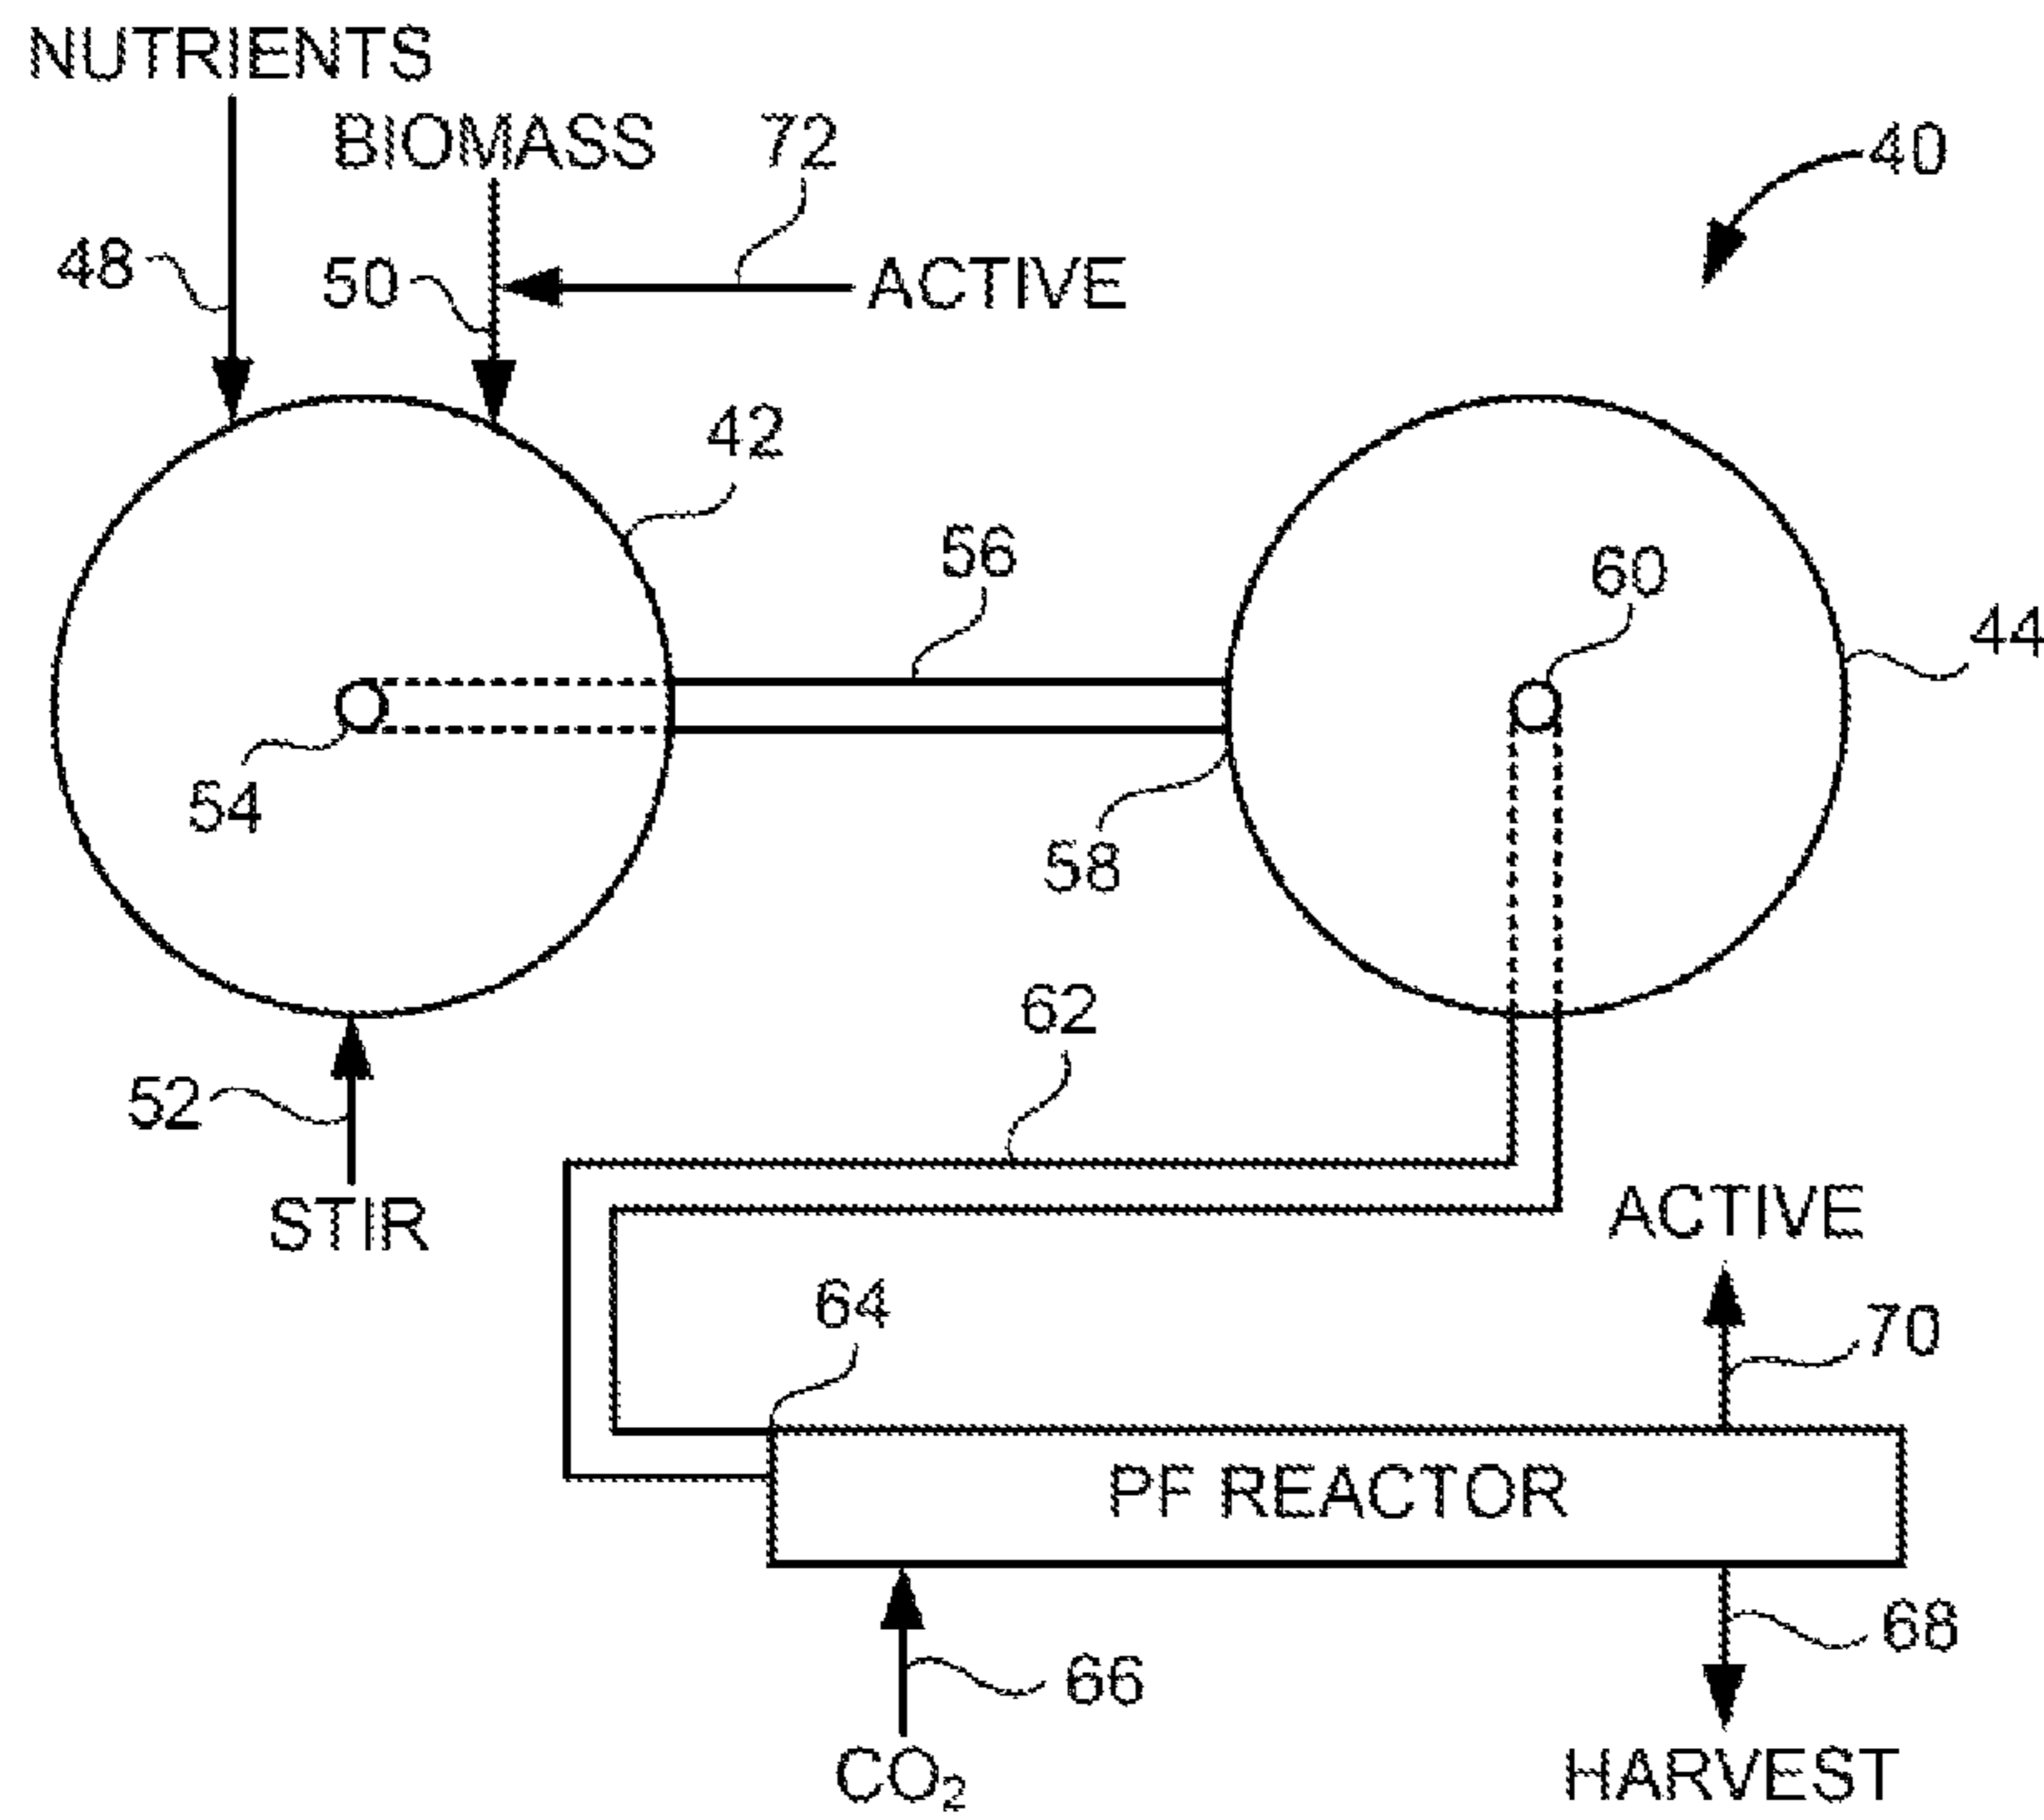 NUTRIENTS
BIOMASS
72
40
48
50
ACTIVE
42
56
60
44
54
58
62
52
STIR
ACTIVE
64
70
PF REACTOR
68
66
CO₂
HARVEST